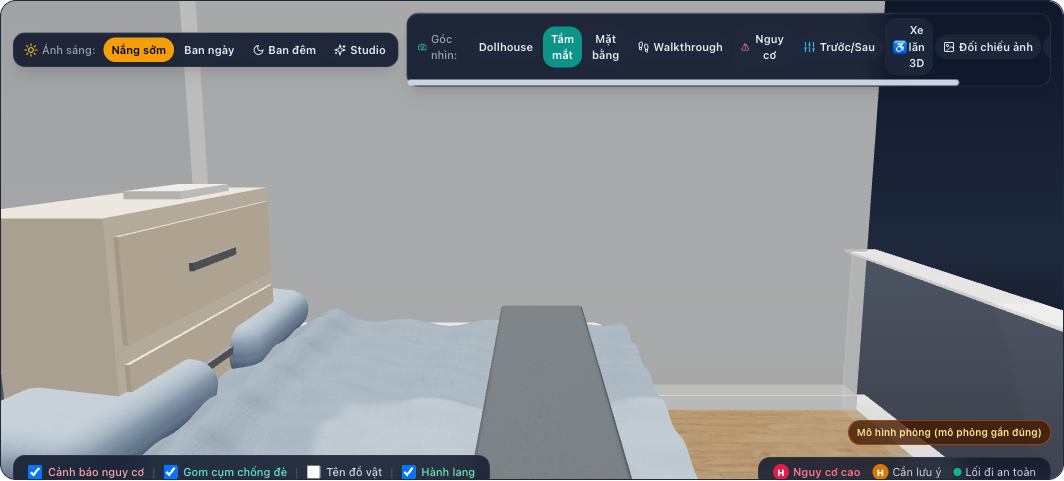 Ánh sáng: Nắng sớm Ban ngày Ban đêm Studio
Góc nhìn: Dollhouse Tầm mắt Mặt bằng Walkthrough Nguy cơ Trước/Sau Xe lăn 3D Đối chiếu ảnh
Mô hình phòng (mô phỏng gần đúng)
Cảnh báo nguy cơ | Gom cụm chống đè | Tên đồ vật | Hành lang
H Nguy cơ cao H Cần lưu ý Lối đi an toàn